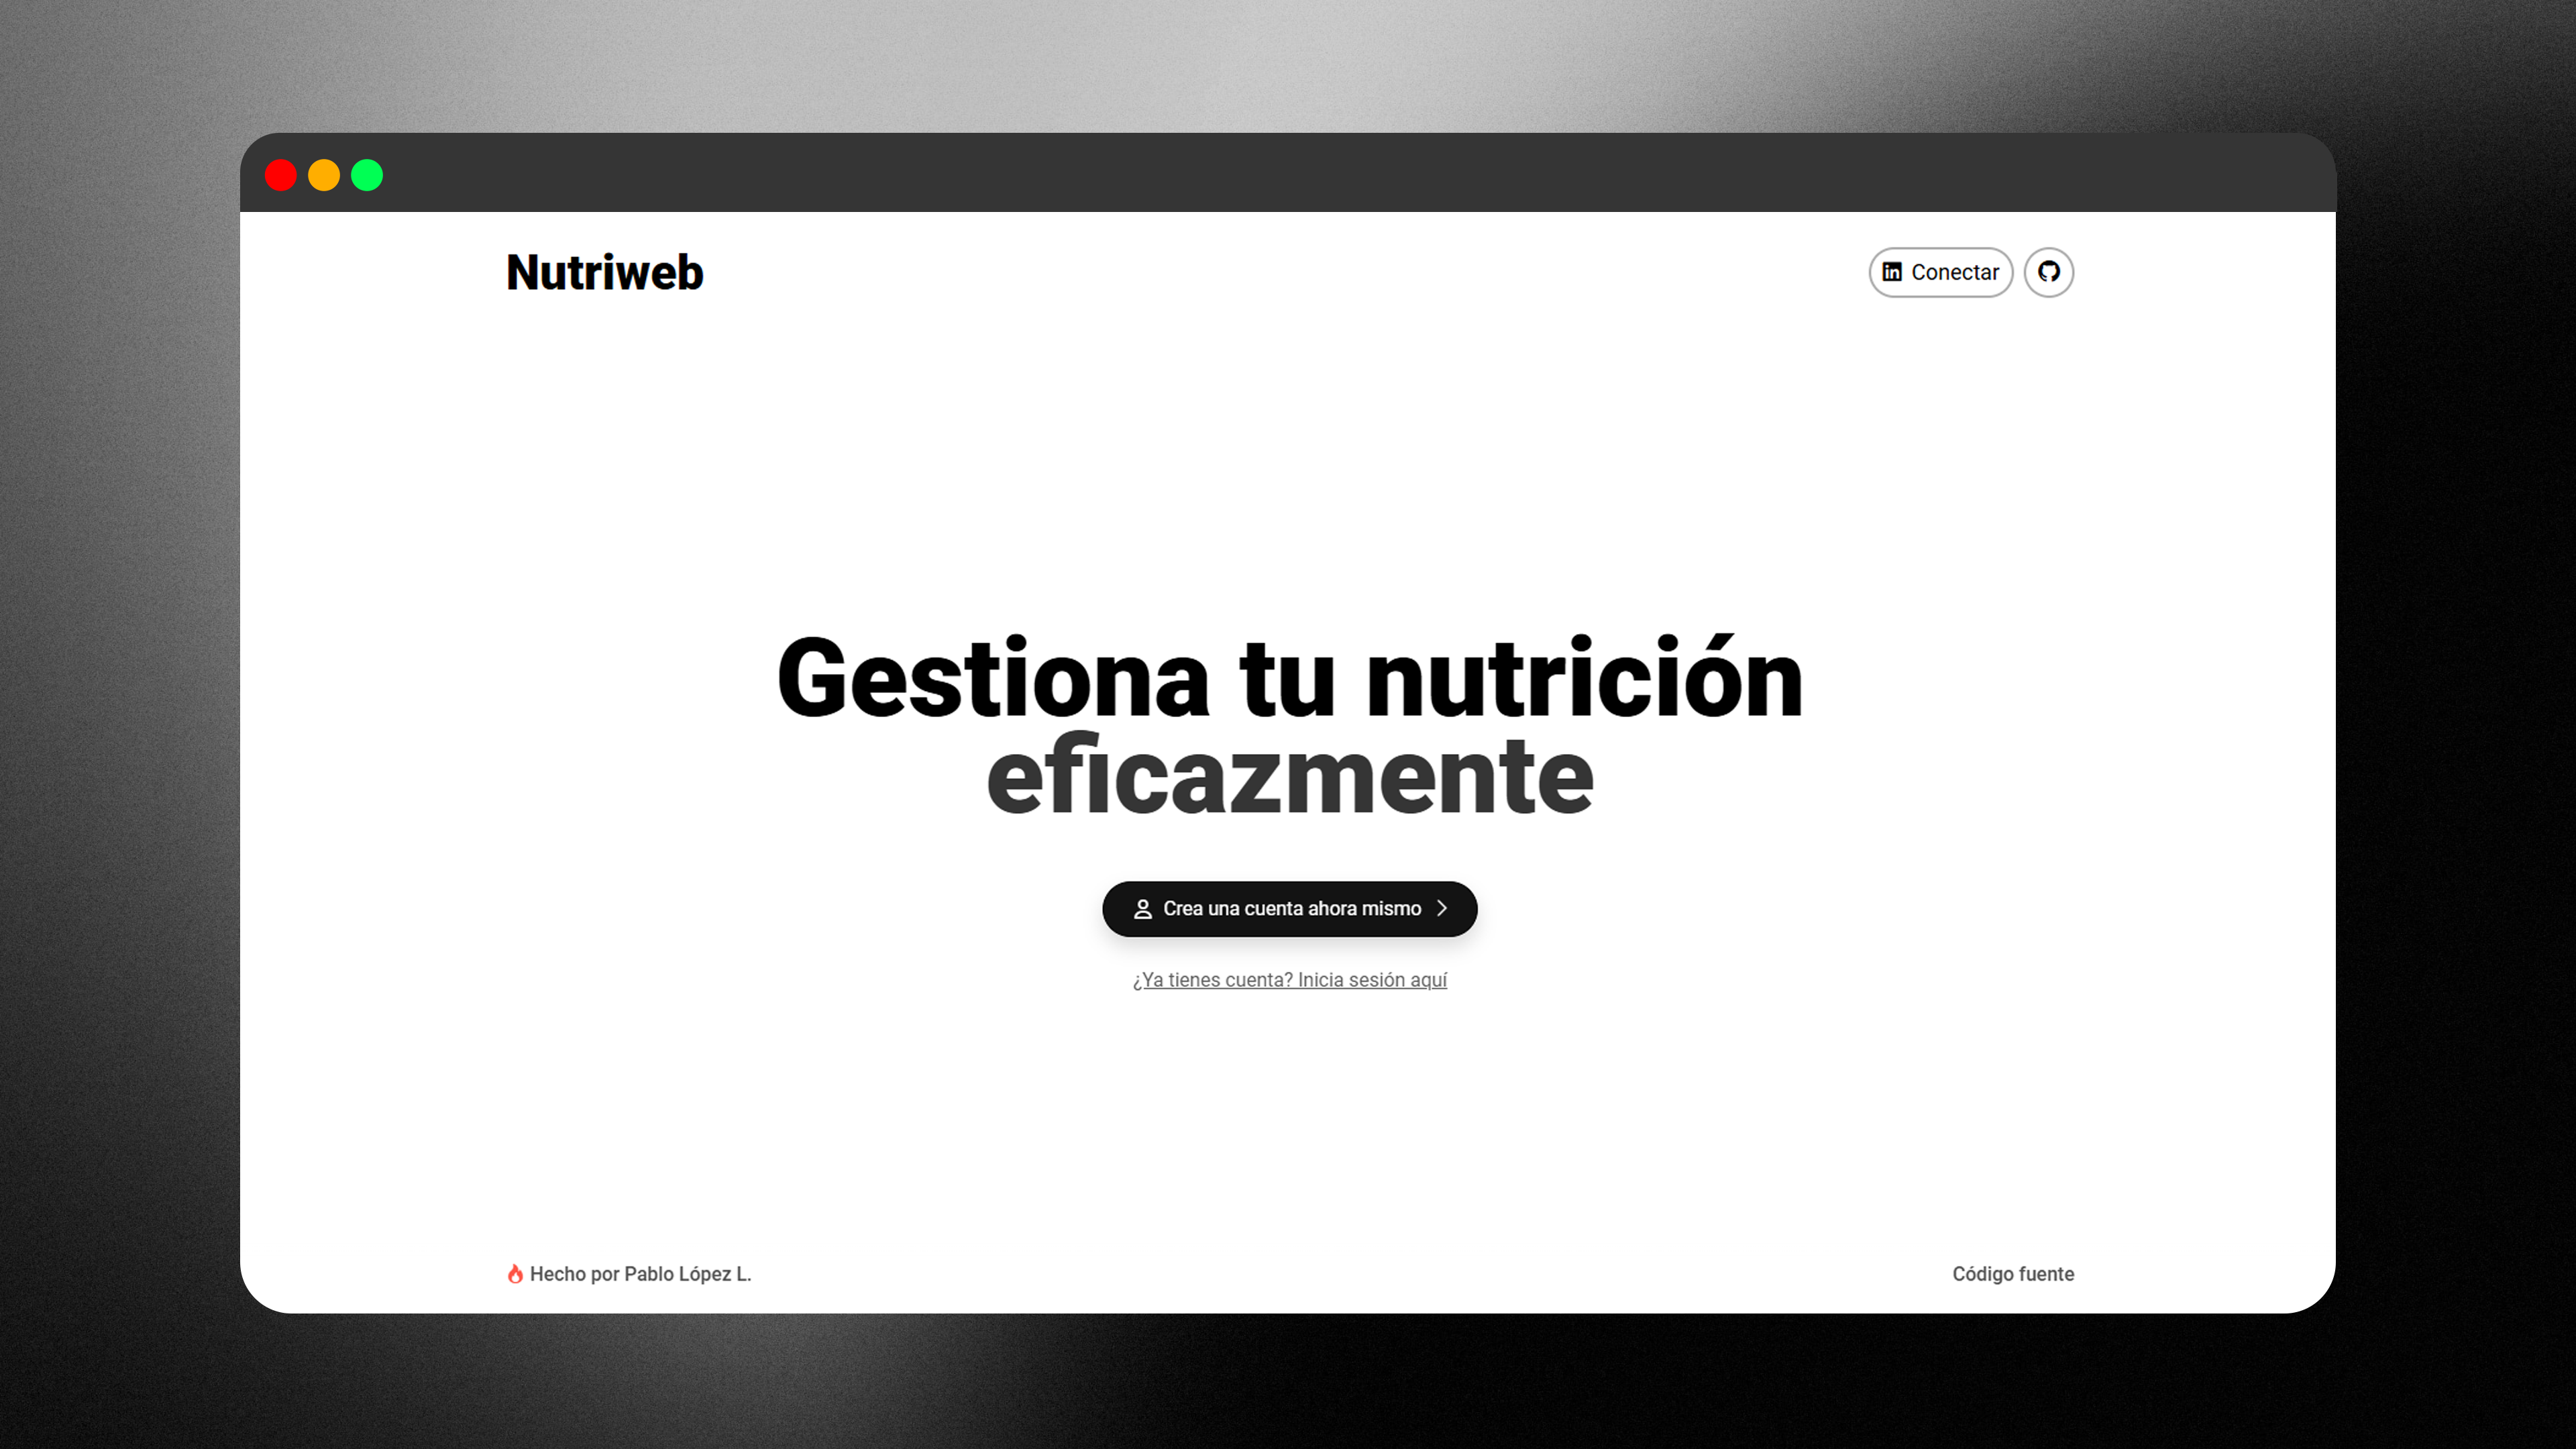 Nutriweb
Conectar
Gestiona tu nutrición
eficazmente
Crea una cuenta ahora mismo
¿Ya tienes cuenta? Inicia sesión aquí
Hecho por Pablo López L.
Código fuente